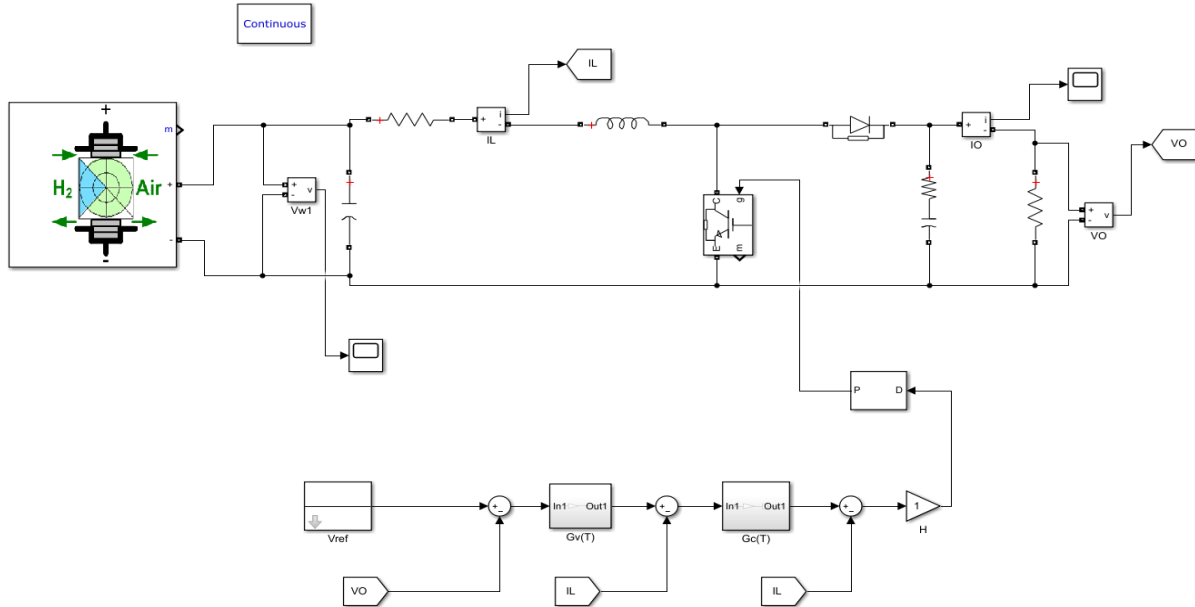 Continuous
IL
+
m
+
i
-
IL
+
i
-
IO
VO
H₂ Air
+
-
+
-
v
Vw1
C
g
E
m
+
-
v
VO
-
P
D
Vref
+
-
In1
Out1
Gv(T)
+
-
In1
Out1
Gc(T)
+
-
1
H
VO
IL
IL